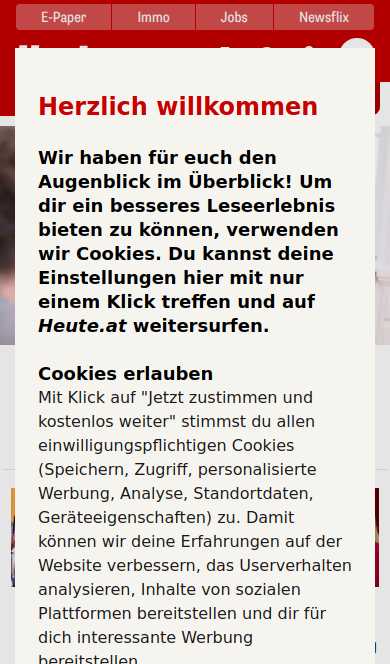 E-Paper
Immo
Jobs
Newsflix
Herzlich willkommen
Wir haben für euch den
Augenblick im Überblick! Um
dir ein besseres Leseerlebnis
bieten zu können, verwenden
wir Cookies. Du kannst deine
Einstellungen hier mit nur
einem Klick treffen und auf
Heute.at weitersurfen.
Cookies erlauben
Mit Klick auf "Jetzt zustimmen und
kostenlos weiter" stimmst du allen
einwilligungspflichtigen Cookies
(Speichern, Zugriff, personalisierte
Werbung, Analyse, Standortdaten,
Geräteeigenschaften) zu. Damit
können wir deine Erfahrungen auf der
Website verbessern, das Userverhalten
analysieren, Inhalte von sozialen
Plattformen bereitstellen und dir für
dich interessante Werbung
bereitstellen